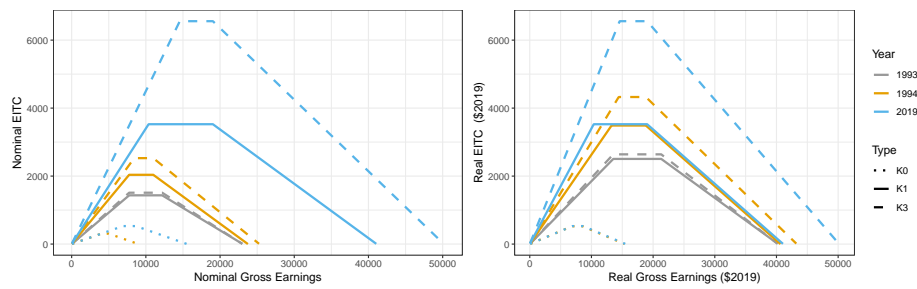 6000
4000
2000
0
Nominal EITC
0
10000
20000
30000
40000
50000
Nominal Gross Earnings
6000
4000
2000
0
Real EITC ($2019)
0
10000
20000
30000
40000
50000
Real Gross Earnings ($2019)
Year
1993
1994
2019
Type
K0
K1
K3